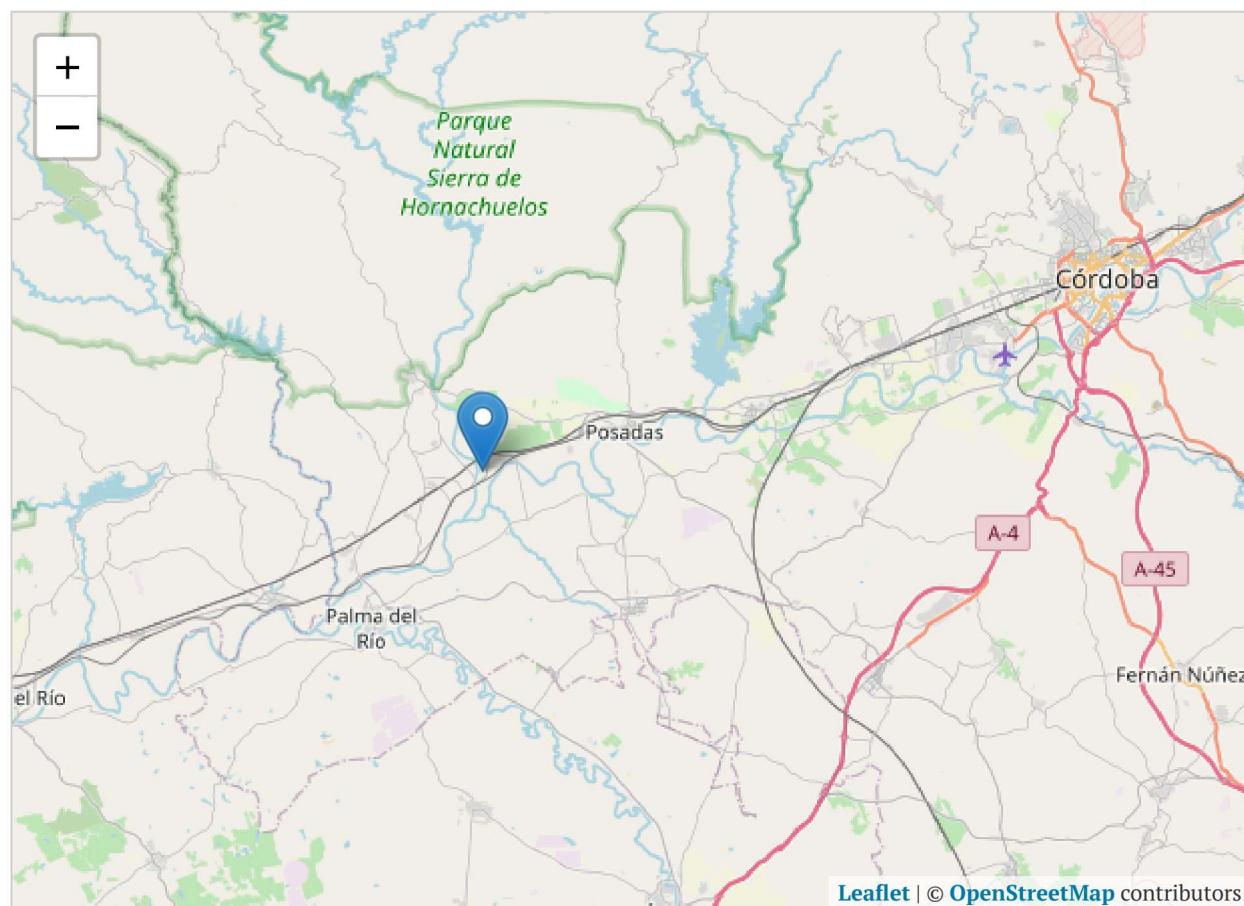 +
−
Parque
Natural
Sierra de
Hornachuelos
Córdoba
Posadas
A-4
A-45
Palma del
Río
el Río
Fernán Núñez
Leaflet | © OpenStreetMap contributors